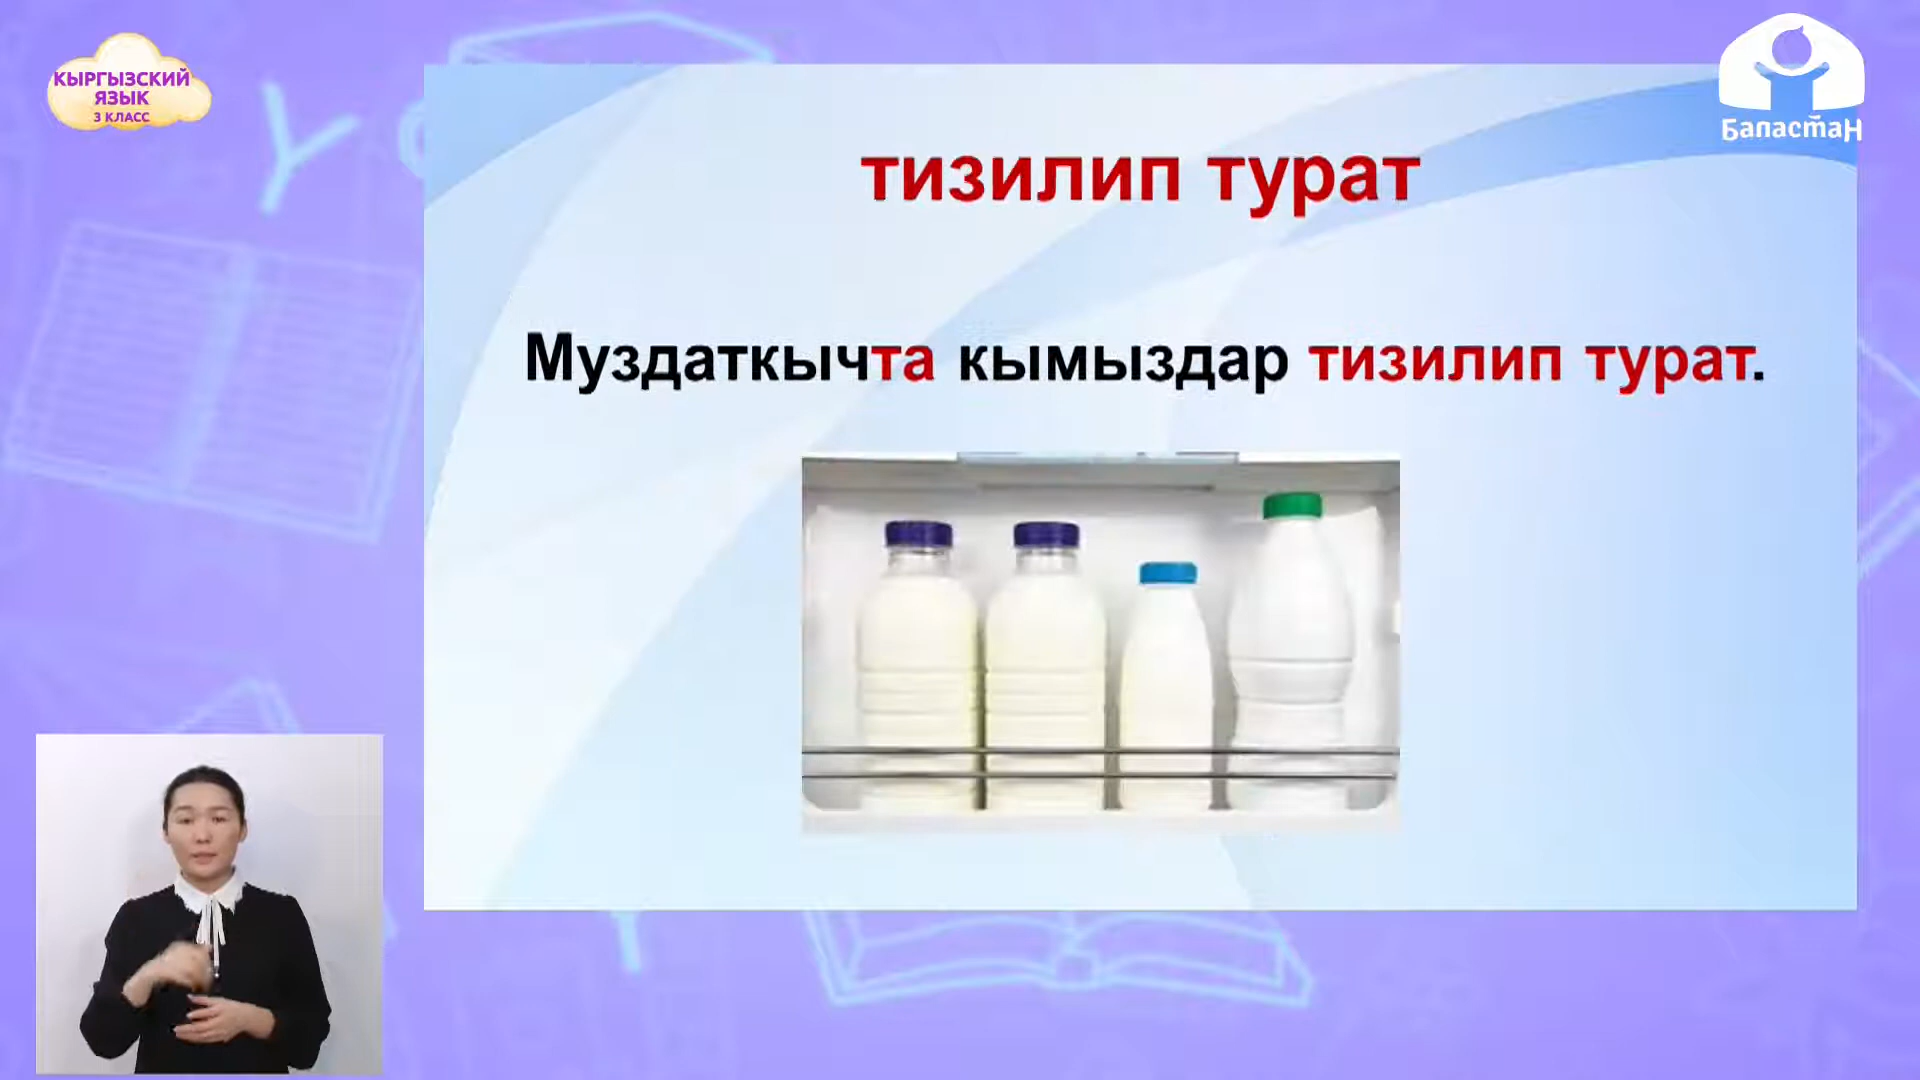 КЫРГЫЗСКИЙ
ЯЗЫК
3 КЛАСС
Баластан
тизилип турат
Муздаткычта кымыздар тизилип турат.